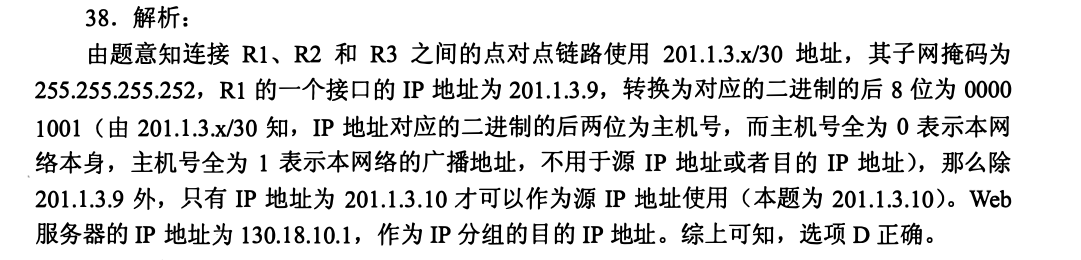 38．解析：
由题意知连接 R1、R2 和 R3 之间的点对点链路使用 201.1.3.x/30 地址，其子网掩码为
255.255.255.252，R1 的一个接口的 IP 地址为 201.1.3.9，转换为对应的二进制的后 8 位为 0000
1001（由 201.1.3.x/30 知，IP 地址对应的二进制的后两位为主机号，而主机号全为 0 表示本网
络本身，主机号全为 1 表示本网络的广播地址，不用于源 IP 地址或者目的 IP 地址），那么除
201.1.3.9 外，只有 IP 地址为 201.1.3.10 才可以作为源 IP 地址使用（本题为 201.1.3.10）。Web
服务器的 IP 地址为 130.18.10.1，作为 IP 分组的目的 IP 地址。综上可知，选项 D 正确。